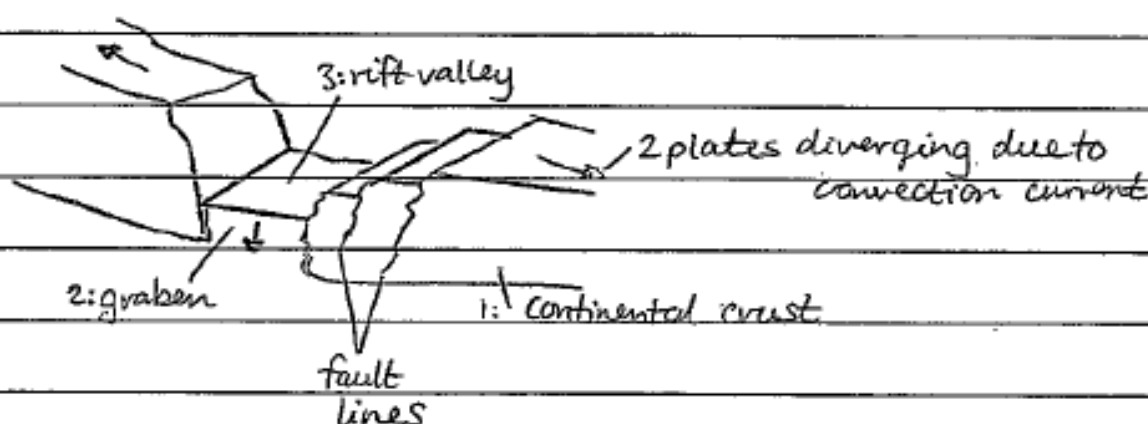 3: rift valley
2 plates diverging due to
convection current
2: graben
1: Continental crust
fault
lines